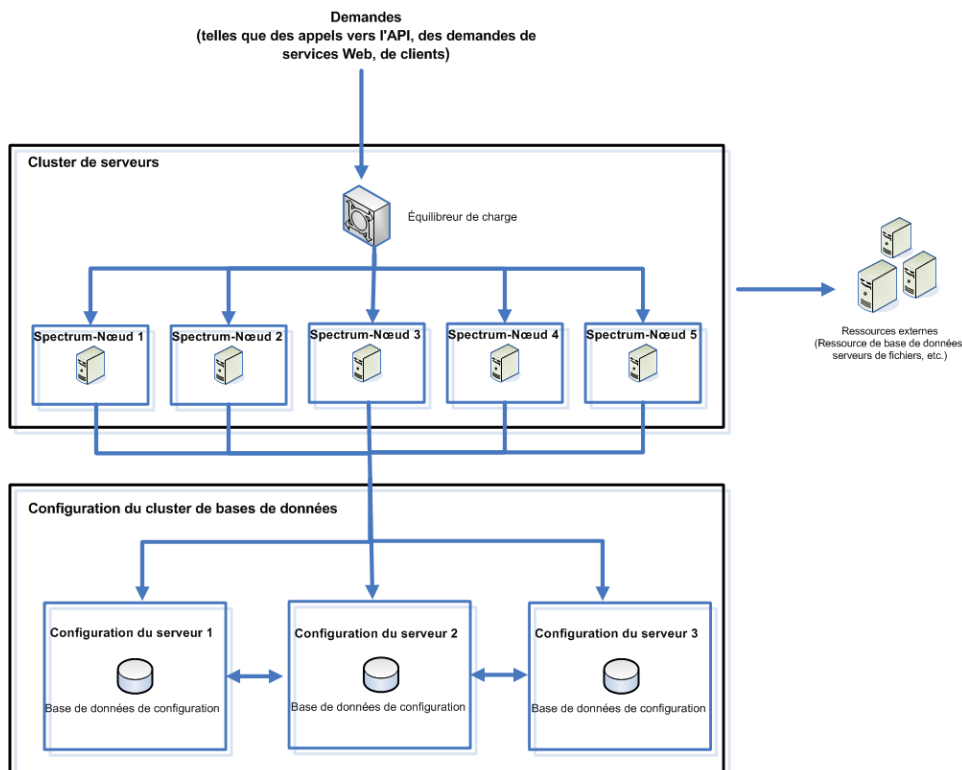 Demandes
(telles que des appels vers l'API, des demandes de
services Web, de clients)
Cluster de serveurs
Équilibreur de charge
Spectrum-Nœud 1
Spectrum-Nœud 2
Spectrum-Nœud 3
Spectrum-Nœud 4
Spectrum-Nœud 5
Ressources externes
(Ressource de base de données
serveurs de fichiers, etc.)
Configuration du cluster de bases de données
Configuration du serveur 1
Base de données de configuration
Configuration du serveur 2
Base de données de configuration
Configuration du serveur 3
Base de données de configuration